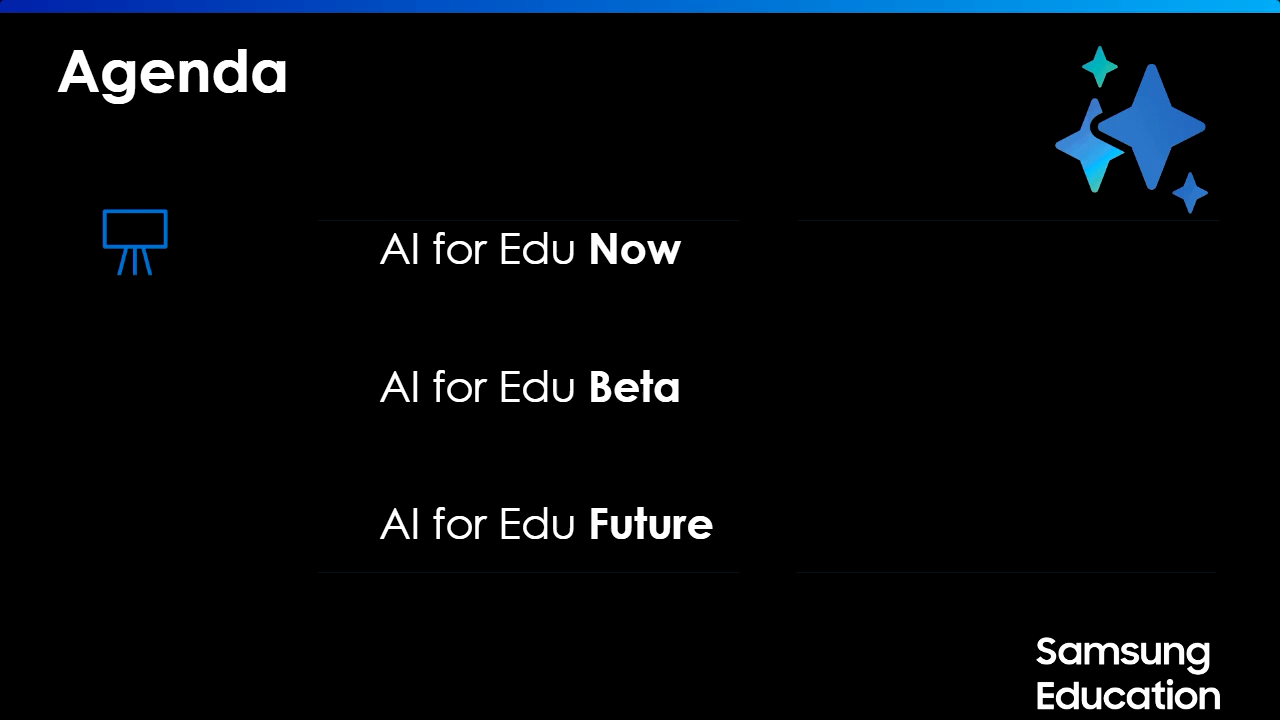 Agenda
AI for Edu Now
AI for Edu Beta
AI for Edu Future
Samsung
Education